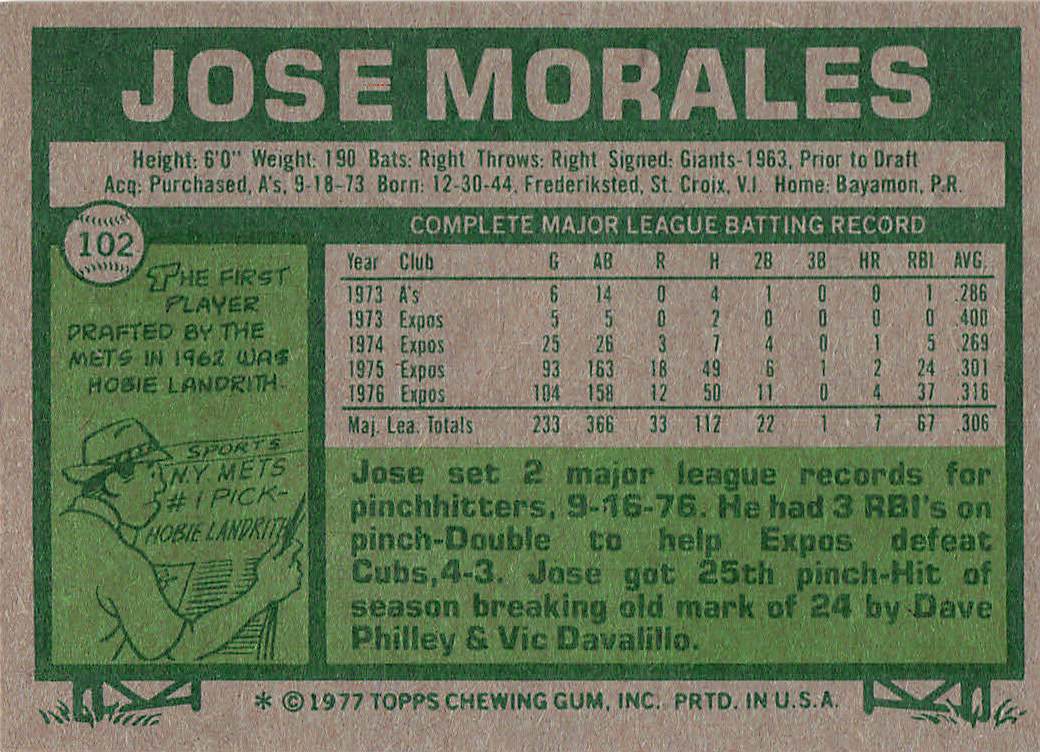 JOSE MORALES
Height: 6'0" Weight: 190 Bats: Right Throws: Right Signed: Giants-1963, Prior to Draft
Acq: Purchased, A's, 9-18-73 Born: 12-30-44, Frederiksted, St. Croix, V.I. Home: Bayamon, P.R.
102
THE FIRST
PLAYER
DRAFTED BY THE
METS IN 1962 WAS
HOBIE LANDRITH.
SPORTS
N.Y. METS
#1 PICK-
HOBIE LANDRITH
COMPLETE MAJOR LEAGUE BATTING RECORD
Year Club G AB R H 2B 3B HR RBI AVG.
1973 A's 6 14 0 4 1 0 0 1 .286
1973 Expos 5 5 0 2 0 0 0 0 .400
1974 Expos 25 26 3 7 4 0 1 5 .269
1975 Expos 93 163 18 49 6 1 2 24 .301
1976 Expos 104 158 12 50 11 0 4 37 .316
Maj. Lea. Totals 233 366 33 112 22 1 7 67 .306
Jose set 2 major league records for
pinchhitters, 9-16-76. He had 3 RBI's on
pinch-Double to help Expos defeat
Cubs,4-3. Jose got 25th pinch-Hit of
season breaking old mark of 24 by Dave
Philley & Vic Davalillo.
* © 1977 TOPPS CHEWING GUM, INC. PRTD. IN U.S.A.